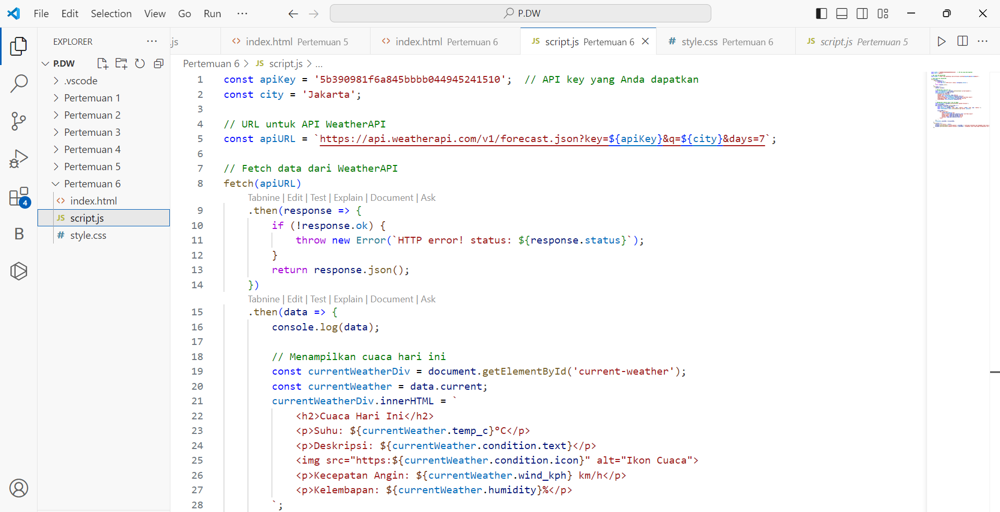 File Edit Selection View Go Run ···
P.DW
EXPLORER ···
.js
<> index.html Pertemuan 5
<> index.html Pertemuan 6
JS script.js Pertemuan 6
# style.css Pertemuan 6
JS script.js Pertemuan 5
P.DW
.vscode
Pertemuan 1
Pertemuan 2
Pertemuan 3
Pertemuan 4
Pertemuan 5
Pertemuan 6
<> index.html
JS script.js
# style.css
4
B
Pertemuan 6 > JS script.js > ...
1 const apiKey = '5b390981f6a845bbbb044945241510'; // API key yang Anda dapatkan
2 const city = 'Jakarta';
3
4 // URL untuk API WeatherAPI
5 const apiURL = `https://api.weatherapi.com/v1/forecast.json?key=${apiKey}&q=${city}&days=7`;
6
7 // Fetch data dari WeatherAPI
8 fetch(apiURL)
Tabnine | Edit | Test | Explain | Document | Ask
9 .then(response => {
10 if (!response.ok) {
11 throw new Error(`HTTP error! status: ${response.status}`);
12 }
13 return response.json();
14 })
Tabnine | Edit | Test | Explain | Document | Ask
15 .then(data => {
16 console.log(data);
17
18 // Menampilkan cuaca hari ini
19 const currentWeatherDiv = document.getElementById('current-weather');
20 const currentWeather = data.current;
21 currentWeatherDiv.innerHTML = `
22 <h2>Cuaca Hari Ini</h2>
23 <p>Suhu: ${currentWeather.temp_c}°C</p>
24 <p>Deskripsi: ${currentWeather.condition.text}</p>
25 <img src="https:${currentWeather.condition.icon}" alt="Ikon Cuaca">
26 <p>Kecepatan Angin: ${currentWeather.wind_kph} km/h</p>
27 <p>Kelembapan: ${currentWeather.humidity}%</p>
28 `;